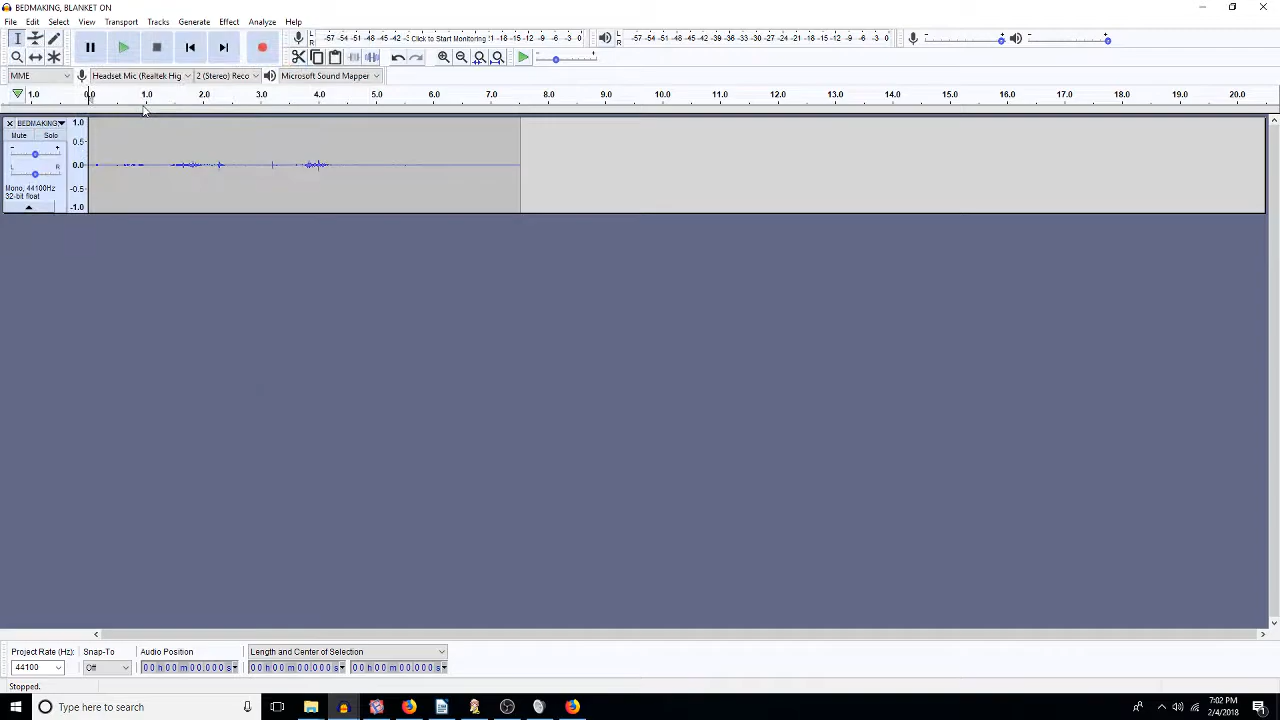 BEDMAKING, BLANKET ON
File Edit Select View Transport Tracks Generate Effect Analyze Help
L R -57 -54 -51 -48 -45 -42 -3 Click to Start Monitoring !1 -18 -15 -12 -9 -6 -3 0
L R -57 -54 -51 -48 -45 -42 -39 -36 -33 -30 -27 -24 -21 -18 -15 -12 -9 -6 -3 0
MME Headset Mic (Realtek Hig 2 (Stereo) Reco Microsoft Sound Mapper
1.0 0.0 1.0 2.0 3.0 4.0 5.0 6.0 7.0 8.0 9.0 10.0 11.0 12.0 13.0 14.0 15.0 16.0 17.0 18.0 19.0 20.0
BEDMAKING
Mute Solo
- +
L R
Mono, 44100Hz
32-bit float
1.0
0.5
0.0
-0.5
-1.0
Project Rate (Hz): Snap-To Audio Position Length and Center of Selection
44100 Off 00 h 00 m 00.000 s 00 h 00 m 00.000 s 00 h 00 m 00.000 s
Stopped.
Type here to search
7:02 PM
2/4/2018